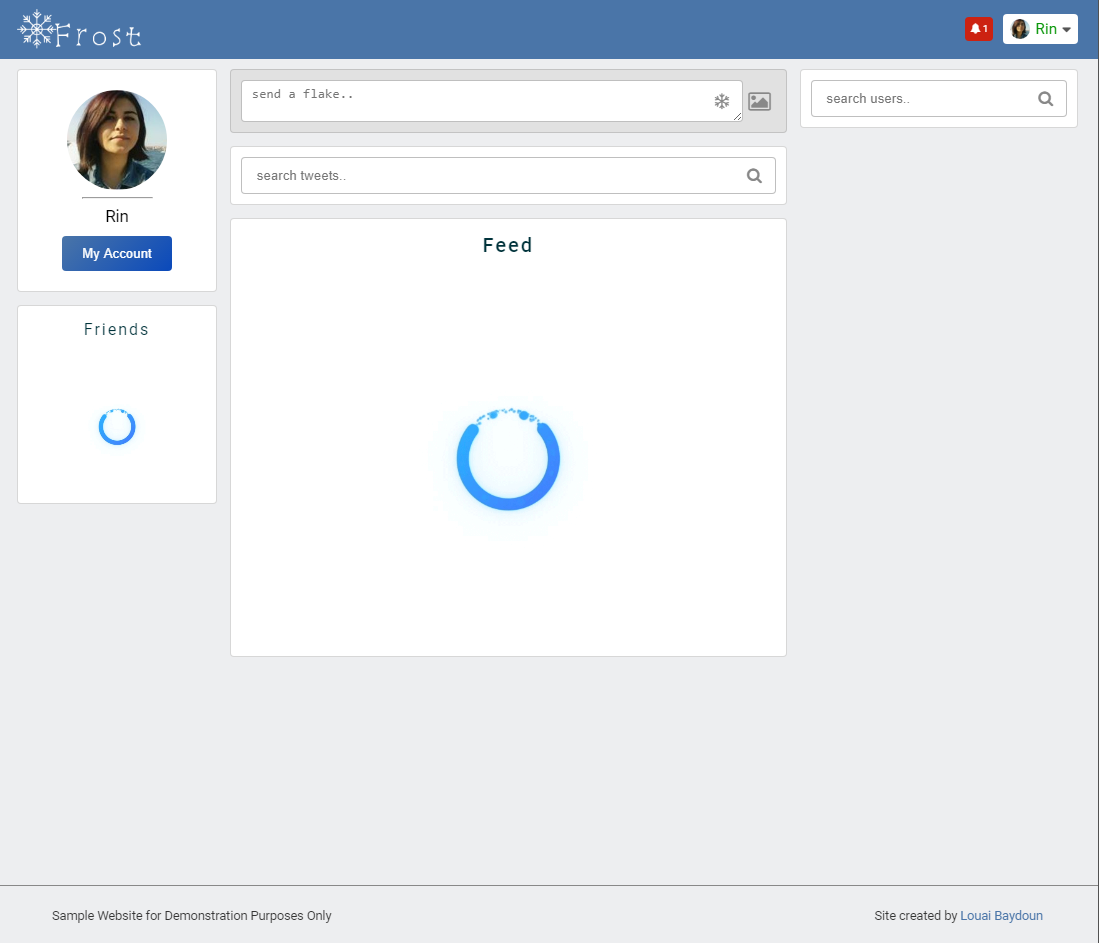 Frost
1
Rin
Rin
My Account
Friends
send a flake..
search tweets..
Feed
search users..
Sample Website for Demonstration Purposes Only
Site created by Louai Baydoun